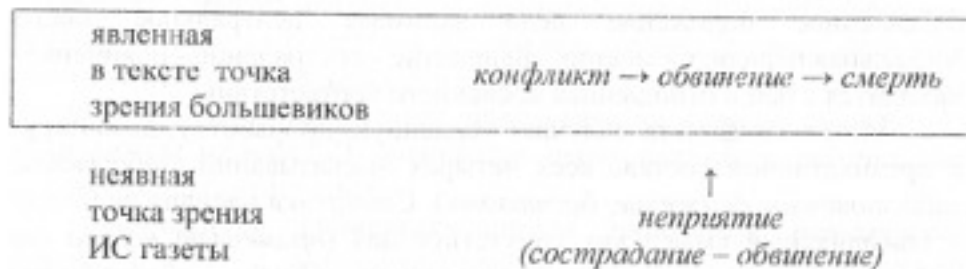 явленная
в тексте точка
зрения большевиков
конфликт → обвинение → смерть
неявная
точка зрения
ИС газеты
↑
неприятие
(сострадание – обвинение)